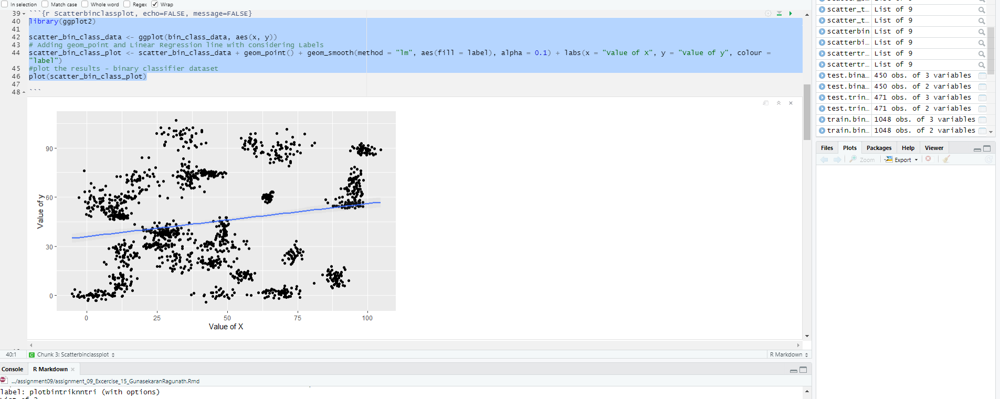 In selection Match case Whole word Regex Wrap
39 ```{r Scatterbinclassplot, echo=FALSE, message=FALSE}
40 library(ggplot2)
41
42 scatter_bin_class_data <- ggplot(bin_class_data, aes(x, y))
43 # Adding geom_point and Linear Regression line with considering Labels
44 scatter_bin_class_plot <- scatter_bin_class_data + geom_point() + geom_smooth(method = "lm", aes(fill = label), alpha = 0.1) + labs(x = "Value of X", y = "Value of y", colour =
"label")
45 #plot the results - binary classifier dataset
46 plot(scatter_bin_class_plot)
47
48 ```
90
60
30
0
Value of y
0 25 50 75 100
Value of X
40:1 Chunk 3: Scatterbinclassplot R Markdown
Console R Markdown
.../assignment09/assignment_09_Excercise_15_GunasekaranRagunath.Rmd
label: plotbintriknntri (with options)
scatter_t... List of 9
scatter_t... List of 9
scatterbin List of 9
scatterbi... List of 9
scattertr... List of 9
scattertr... List of 9
test.bina... 450 obs. of 3 variables
test.bina... 450 obs. of 2 variables
test.trin... 471 obs. of 3 variables
test.trin... 471 obs. of 2 variables
train.bin... 1048 obs. of 3 variables
train.bin... 1048 obs. of 2 variables
Files Plots Packages Help Viewer
Zoom Export